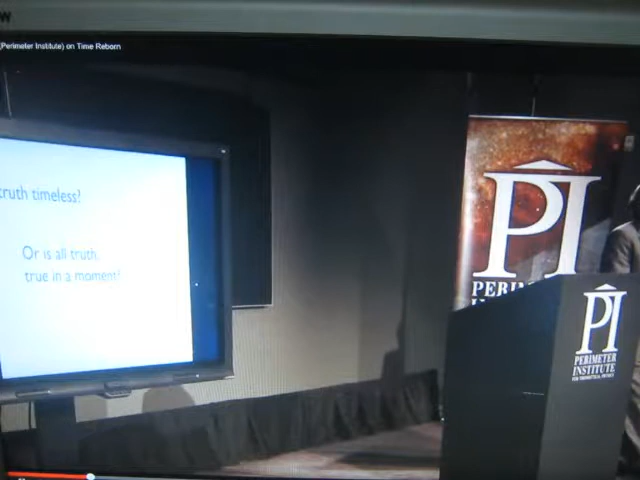 (Perimeter Institute) on Time Reborn
truth timeless?
Or is all truth,
true in a moment?
PI
PI
PERIMETER
INSTITUTE